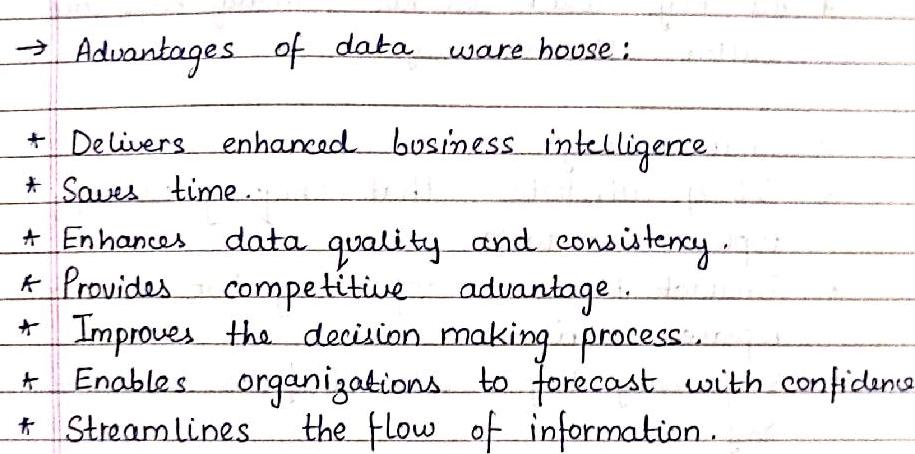 → Advantages of data ware house:
* Delivers enhanced business intelligence
* Saves time.
* Enhances data quality and consistency.
* Provides competitive advantage.
* Improves the decision making process.
* Enables organizations to forecast with confidence
* Streamlines the flow of information.